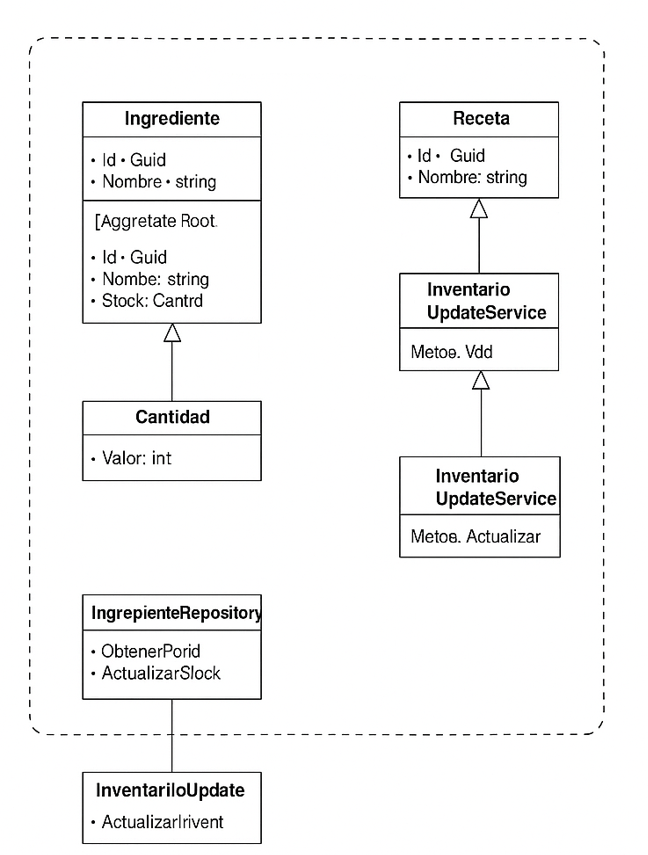 Ingrediente
• Id • Guid
• Nombre • string
[Aggretate Root.
• Id • Guid
• Nombe: string
• Stock: Cantrd
Cantidad
• Valor: int
IngrepienteRepository
• ObtenerPorid
• ActualizarSlock
InventariloUpdate
• ActualizarIrivent
Receta
• Id • Guid
• Nombre: string
Inventario
UpdateService
Metoe. Vdd
Inventario
UpdateService
Metoe. Actualizar